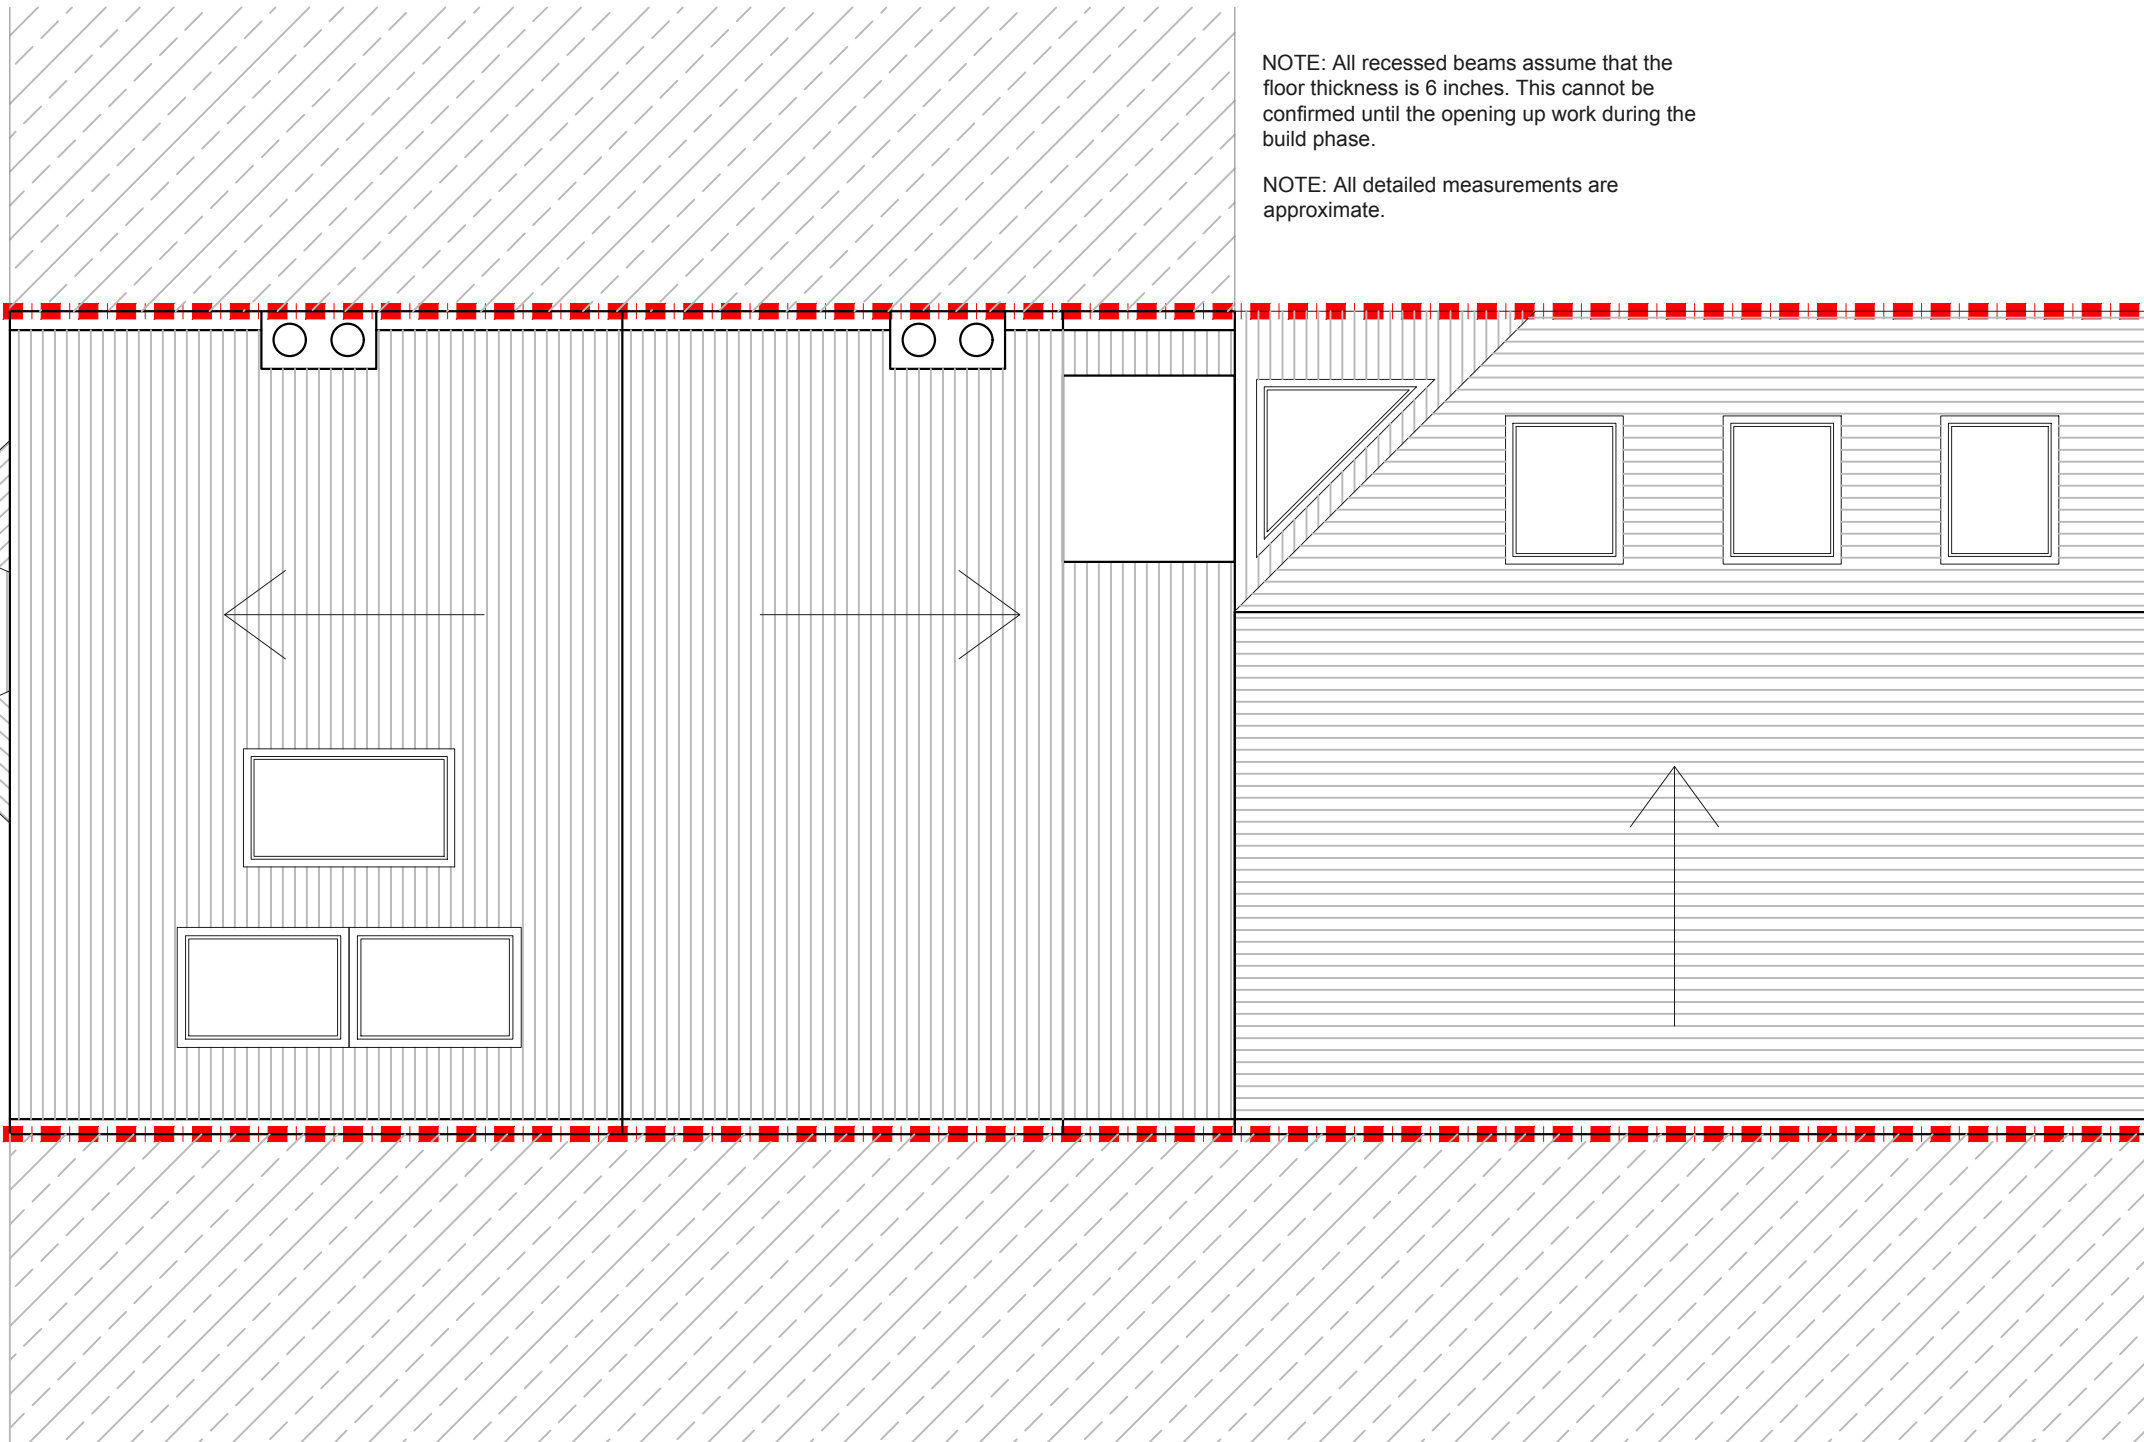 NOTE: All recessed beams assume that the
floor thickness is 6 inches. This cannot be
confirmed until the opening up work during the
build phase.
NOTE: All detailed measurements are
approximate.